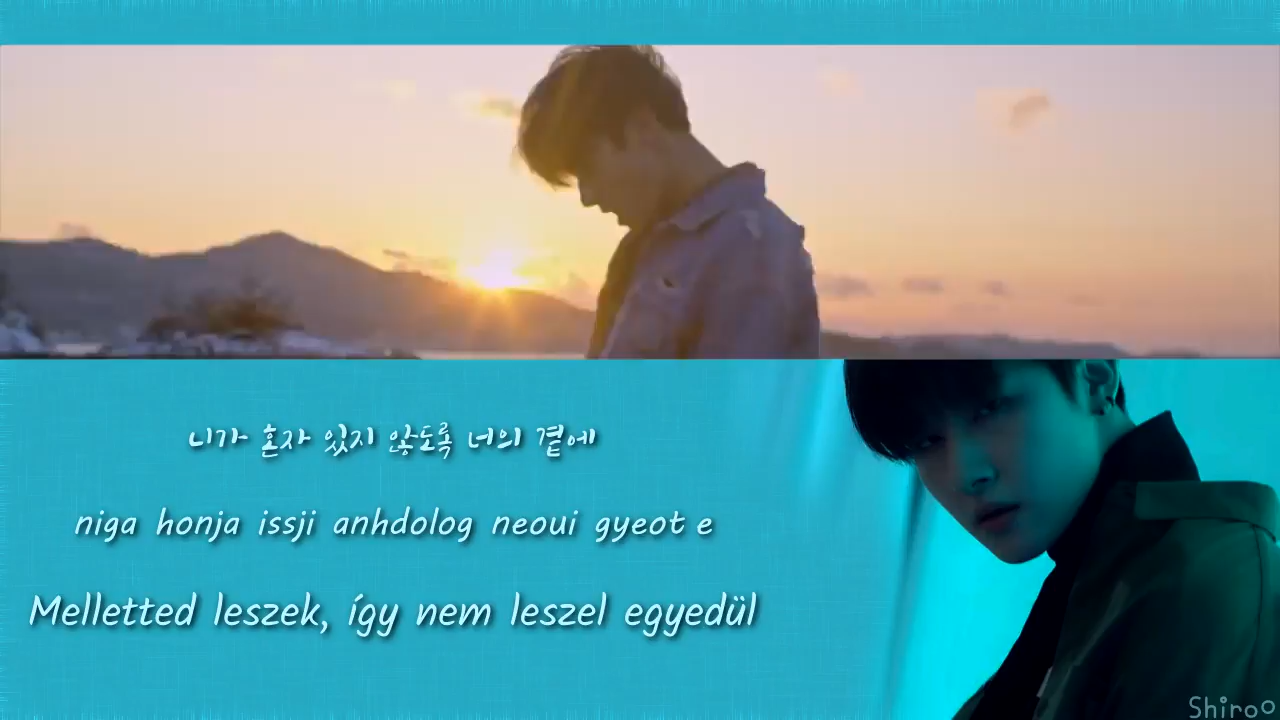 니가 혼자 있지 않도록 너의 곁에
niga honja issji anhdolog neoui gyeot e
Melletted leszek, így nem leszel egyedül
Shiroo